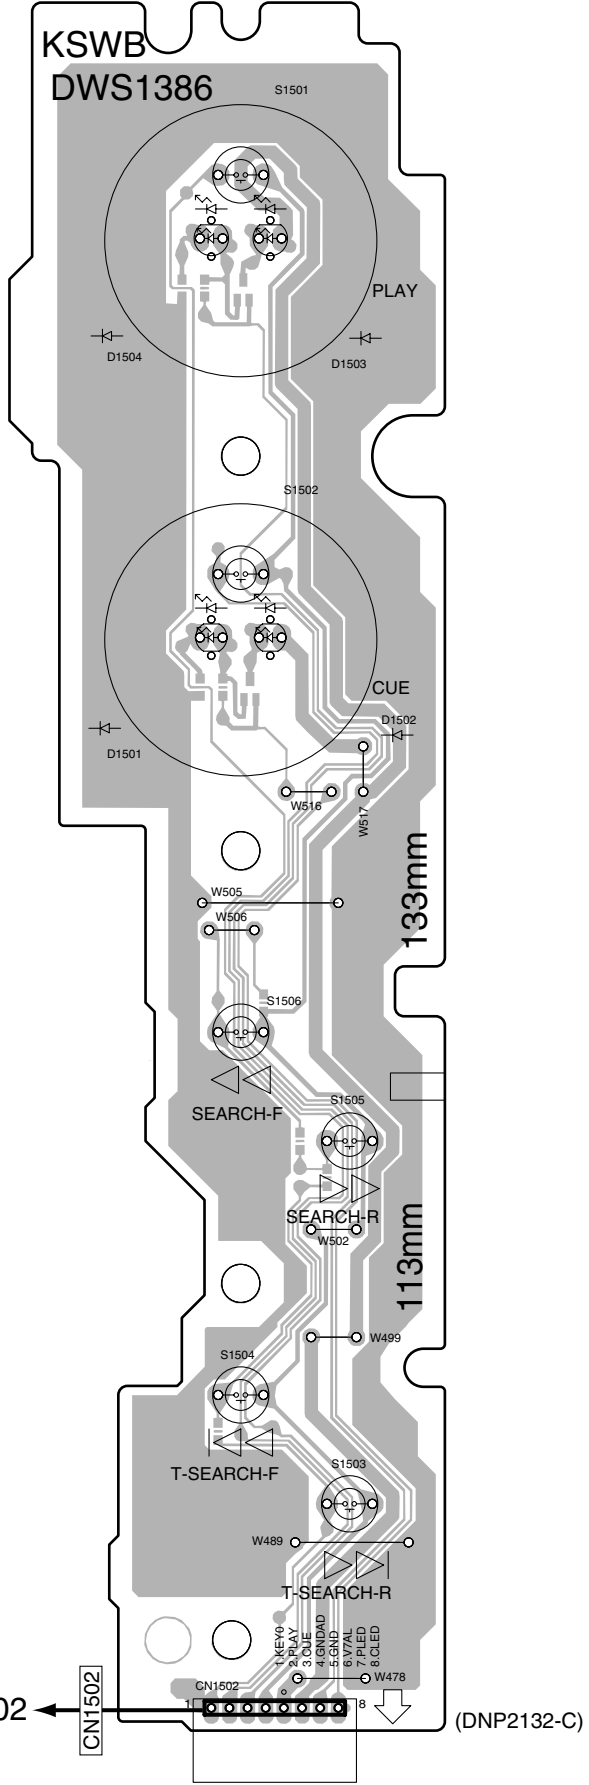 KSWB
DWS1386
S1501
PLAY
D1504
D1503
S1502
CUE
D1502
D1501
W516
W517
133mm
W505
W506
S1506
SEARCH-F
S1505
SEARCH-R
W502
113mm
W499
S1504
T-SEARCH-F
S1503
W489
T-SEARCH-R
1.KEY0
2.PLAY
3.CUE
4.GNDAD
5.GND
6.V7AL
7.PLED
8.CLED
W478
CN1502
1
8
02
CN1502
(DNP2132-C)